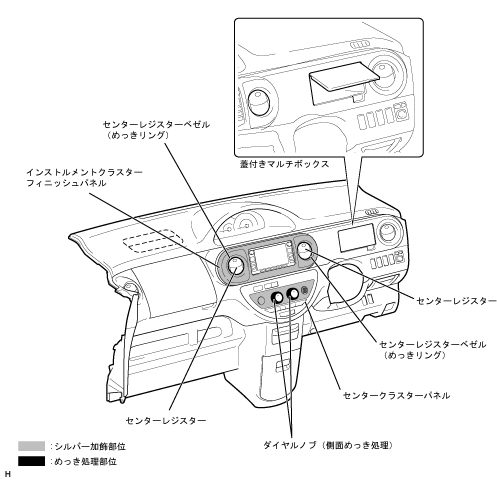 蓋付きマルチボックス
センターレジスターベゼル
(めっきリング)
インストルメントクラスター
フィニッシュパネル
センターレジスター
センターレジスターベゼル
(めっきリング)
センタークラスターパネル
センターレジスター
ダイヤルノブ(側面めっき処理)
:シルバー加飾部位
:めっき処理部位
H